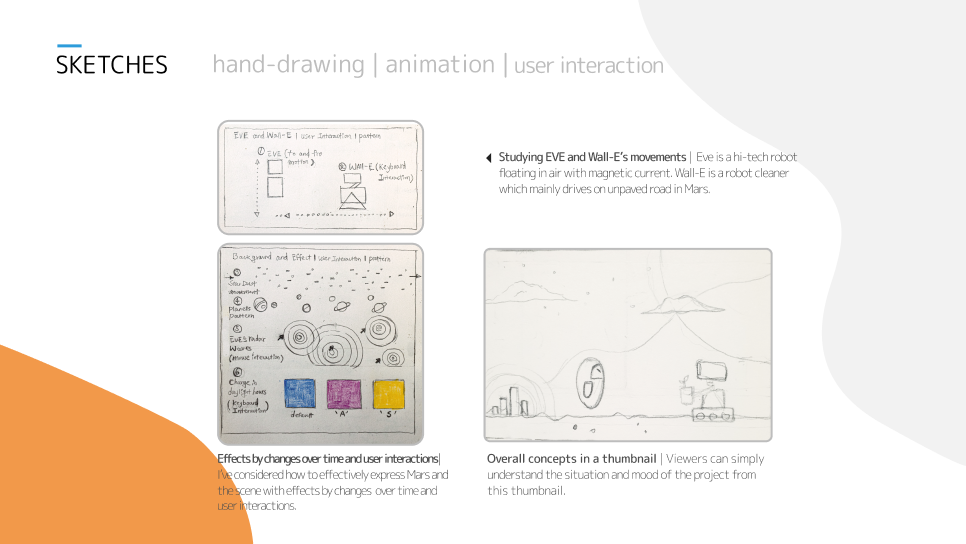 SKETCHES
hand-drawing | animation | user interaction
EVE and Wall-E | User Interaction | pattern
① EVE (to and fro
motion)
② WALL-E (Keyboard
Interaction)
Studying EVE and Wall-E's movements | Eve is a hi-tech robot
floating in air with magnetic current. Wall-E is a robot cleaner
which mainly drives on unpaved road in Mars.
Background and Effect | User Interaction | pattern
③
Star Dust
movement
④
Planets
pattern
⑤
EVE's radar
Waves
(mouse interaction)
⑥
Change to
daylight hours
(Keyboard
Interaction)
default 'A' 'S'
Effects by changes over time and user interactions|
I've considered how to effectively express Mars and
the scene with effects by changes over time and
user interactions.
Overall concepts in a thumbnail | Viewers can simply
understand the situation and mood of the project from
this thumbnail.